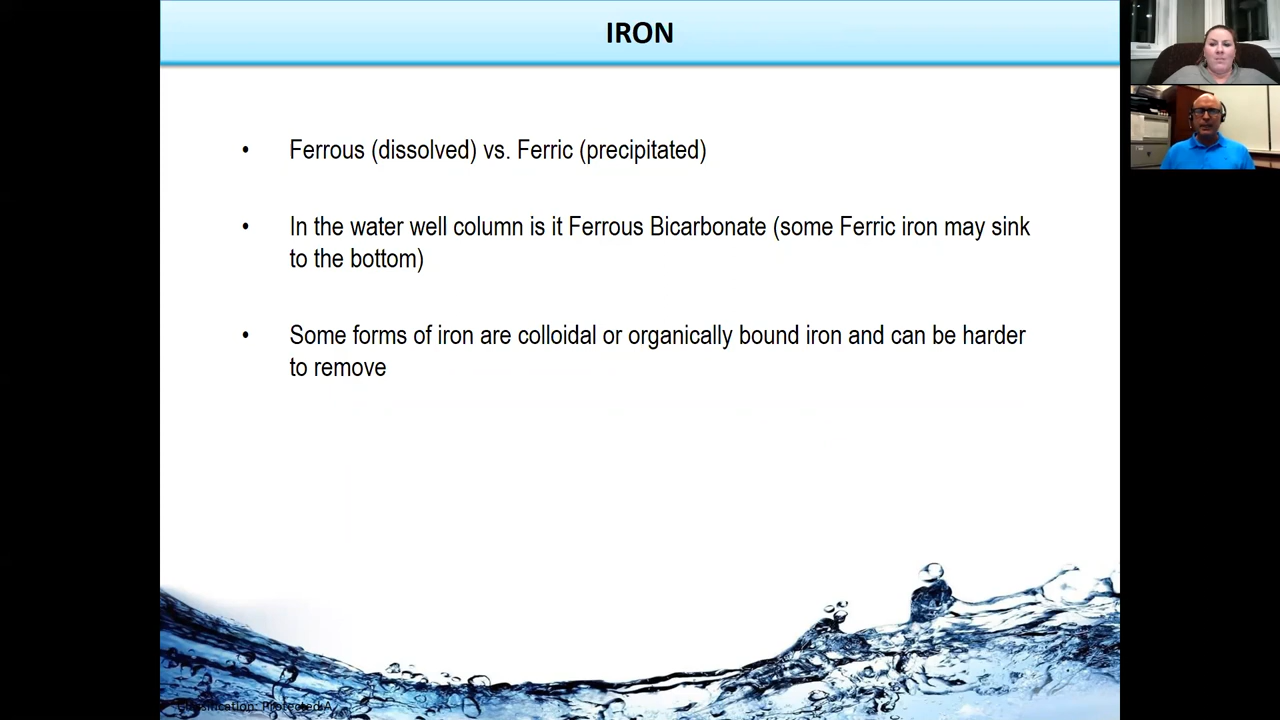 IRON
• Ferrous (dissolved) vs. Ferric (precipitated)
• In the water well column is it Ferrous Bicarbonate (some Ferric iron may sink
to the bottom)
• Some forms of iron are colloidal or organically bound iron and can be harder
to remove
Classification: Protected A